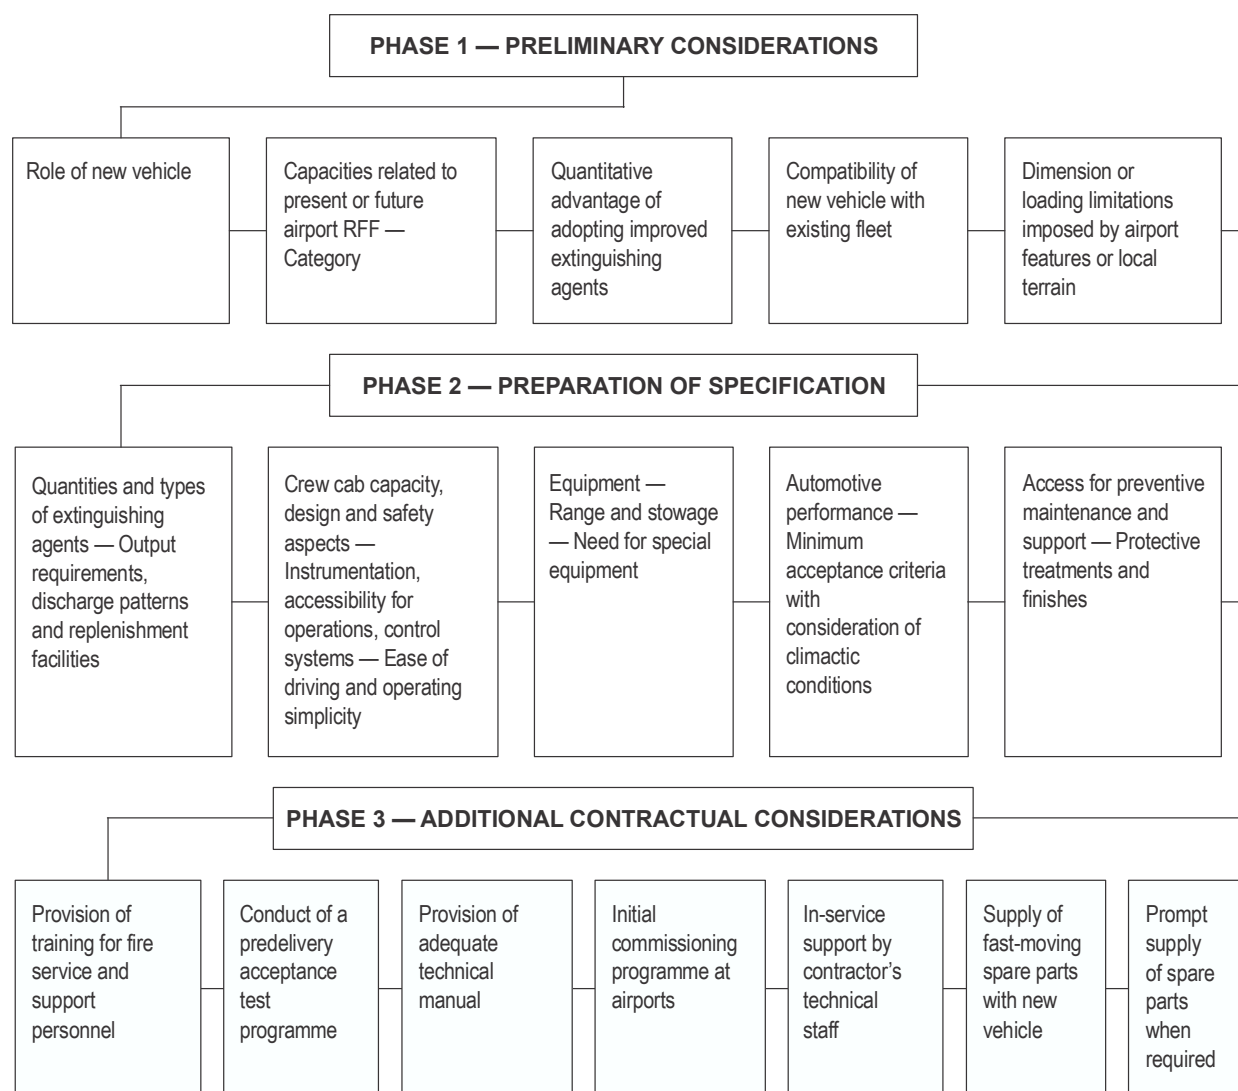 PHASE 1 — PRELIMINARY CONSIDERATIONS
Role of new vehicle
Capacities related to
present or future
airport RFF —
Category
Quantitative
advantage of
adopting improved
extinguishing
agents
Compatibility of
new vehicle with
existing fleet
Dimension or
loading limitations
imposed by airport
features or local
terrain
PHASE 2 — PREPARATION OF SPECIFICATION
Quantities and types
of extinguishing
agents — Output
requirements,
discharge patterns
and replenishment
facilities
Crew cab capacity,
design and safety
aspects —
Instrumentation,
accessibility for
operations, control
systems — Ease of
driving and operating
simplicity
Equipment —
Range and stowage
— Need for special
equipment
Automotive
performance —
Minimum
acceptance criteria
with
consideration of
climactic
conditions
Access for preventive
maintenance and
support — Protective
treatments and
finishes
PHASE 3 — ADDITIONAL CONTRACTUAL CONSIDERATIONS
Provision of
training for fire
service and
support
personnel
Conduct of a
predelivery
acceptance
test
programme
Provision of
adequate
technical
manual
Initial
commissioning
programme at
airports
In-service
support by
contractor's
technical
staff
Supply of
fast-moving
spare parts
with new
vehicle
Prompt
supply
of spare
parts
when
required